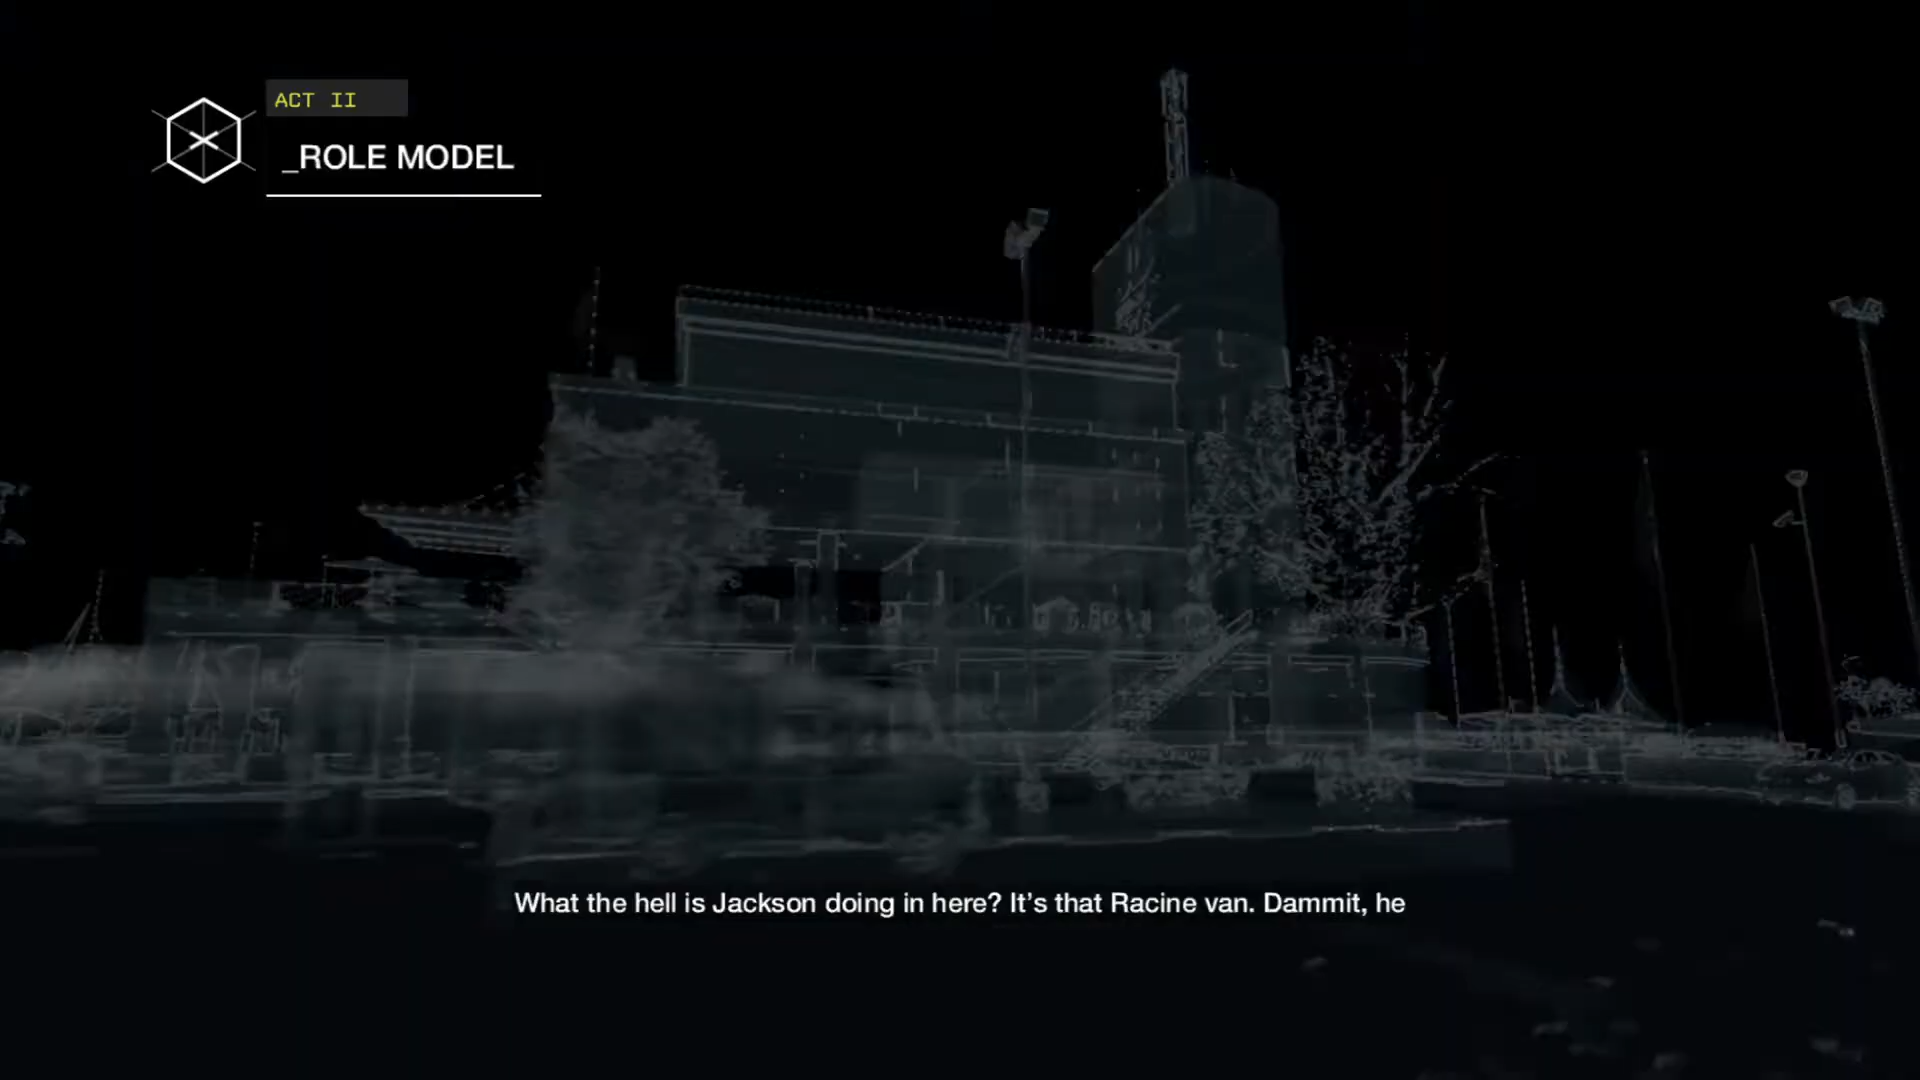 ACT II
_ROLE MODEL
What the hell is Jackson doing in here? It's that Racine van. Dammit, he